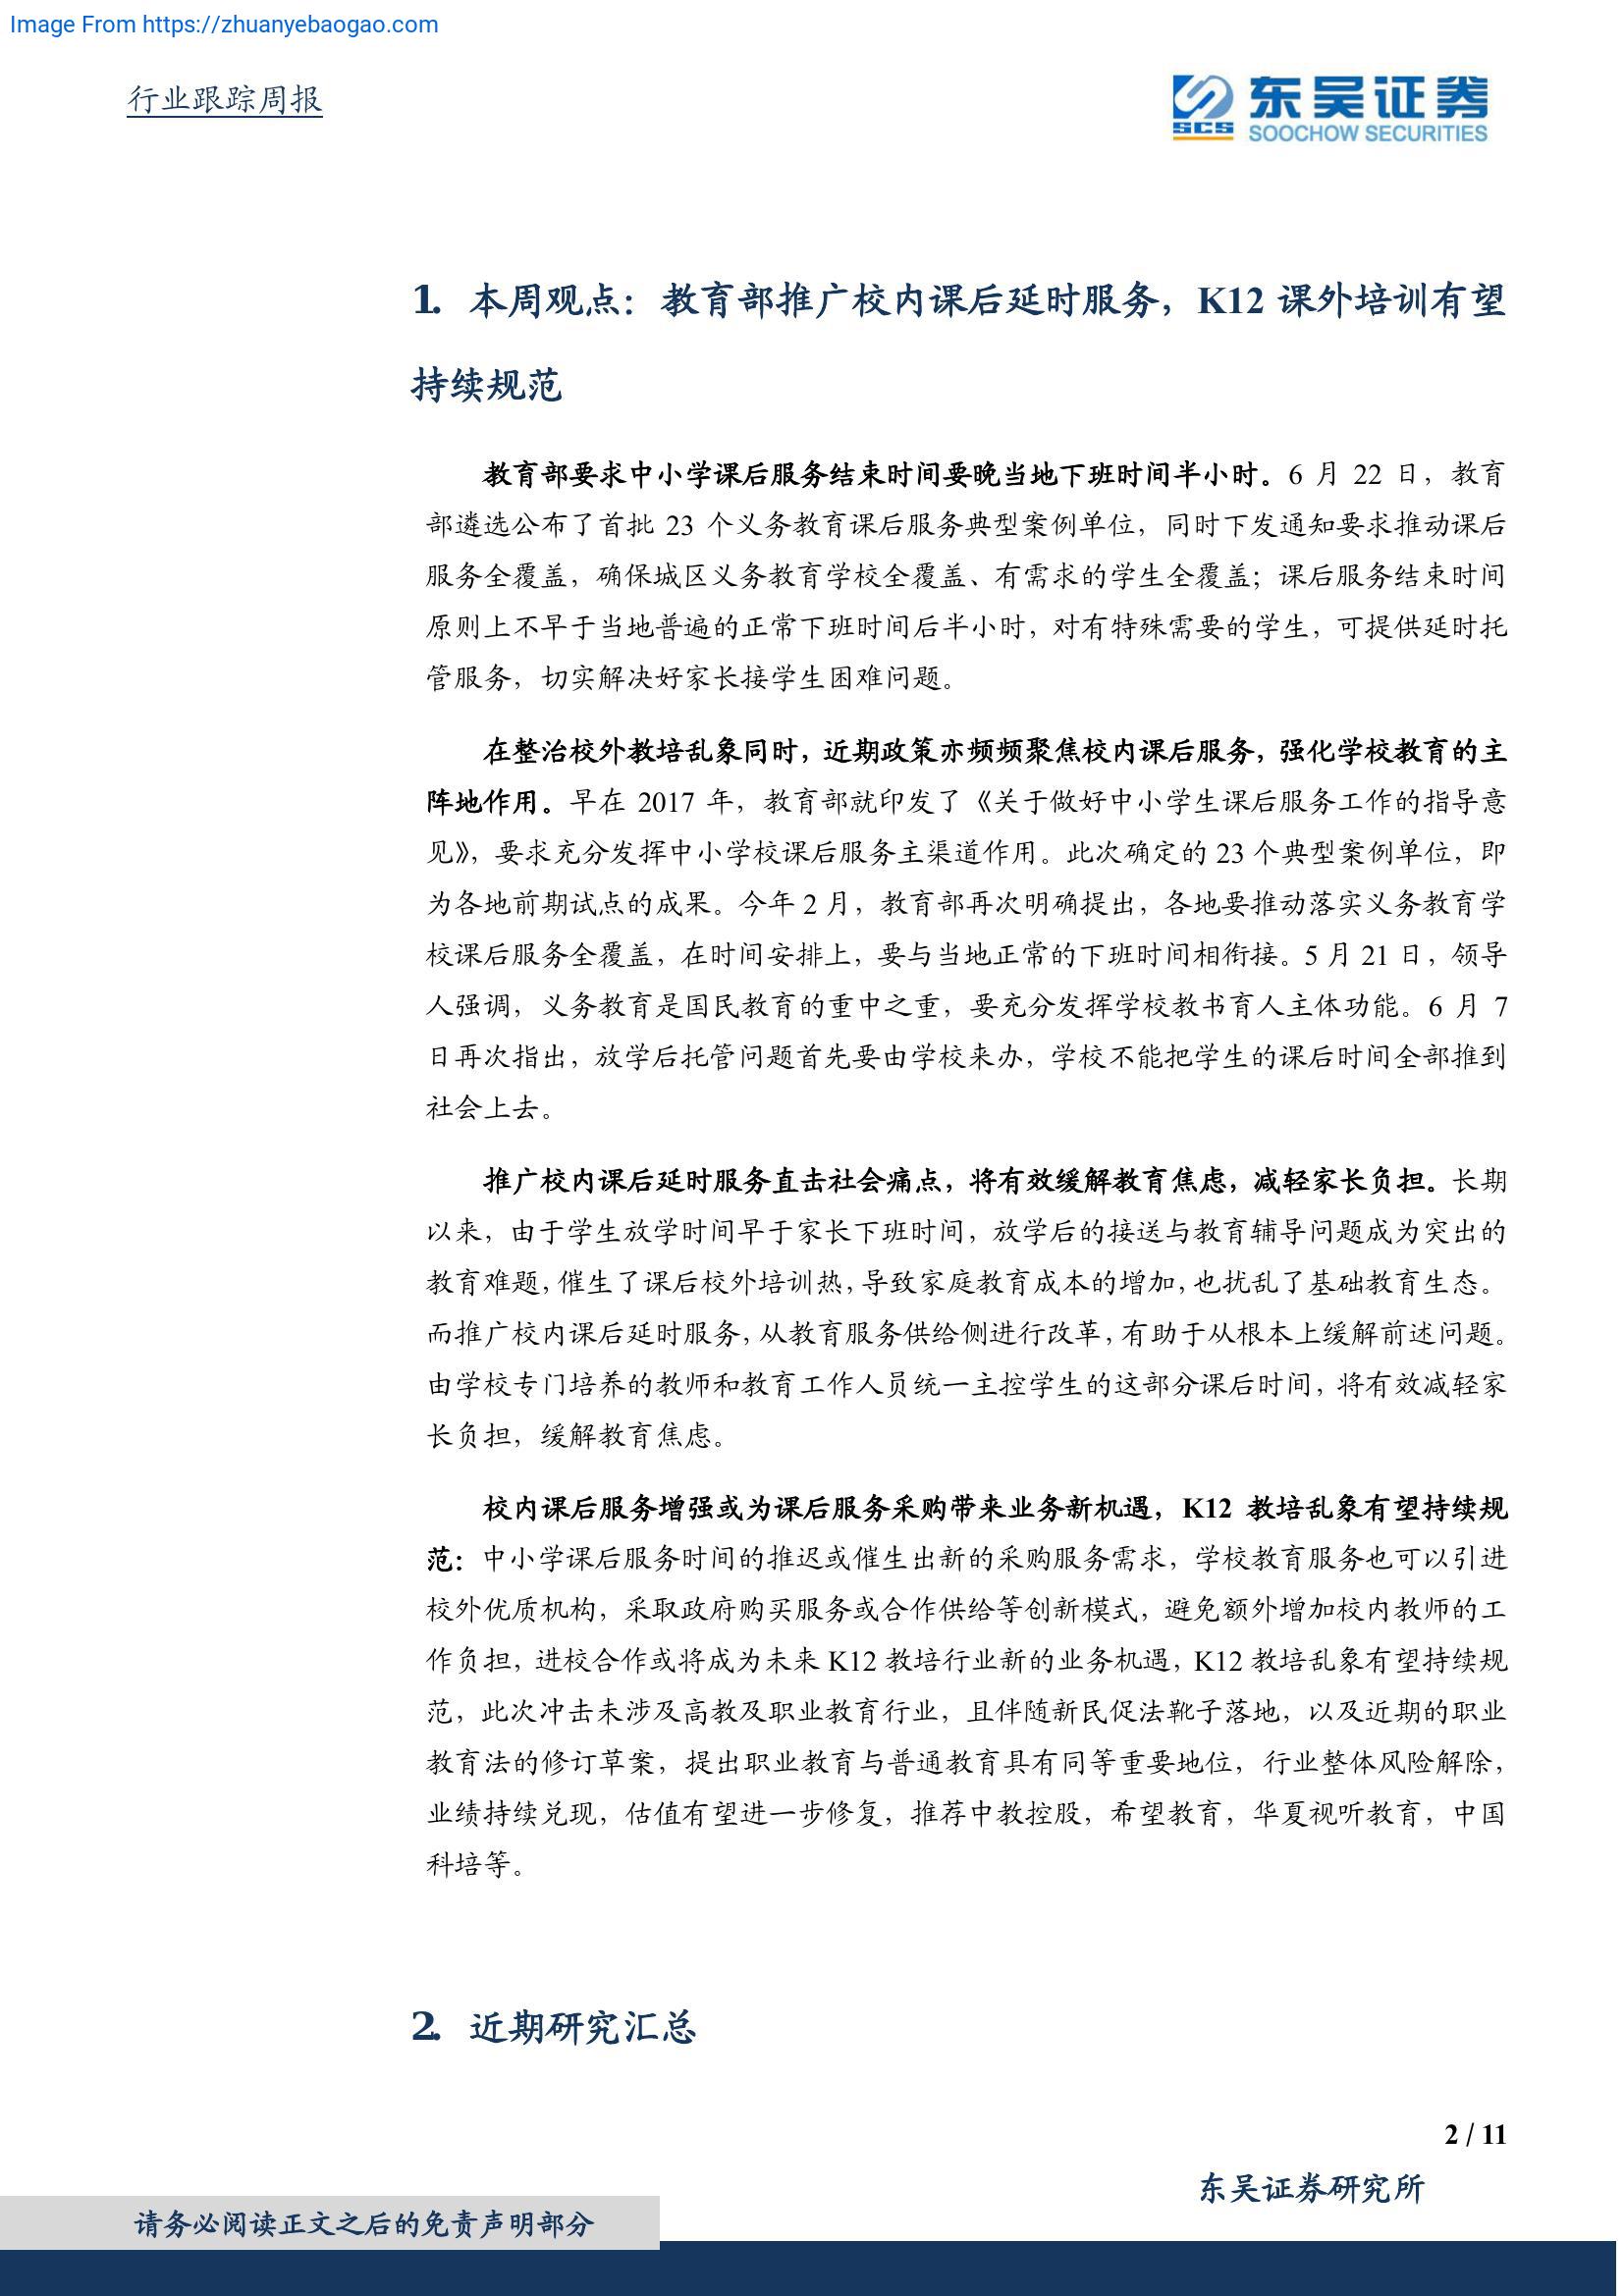 Image From https://zhuanyebaogao.com
行业跟踪周报
东吴证券
SCS
SOOCHOW SECURITIES
1. 本周观点：教育部推广校内课后延时服务，K12 课外培训有望
持续规范
教育部要求中小学课后服务结束时间要晚当地下班时间半小时。6 月 22 日，教育
部遴选公布了首批 23 个义务教育课后服务典型案例单位，同时下发通知要求推动课后
服务全覆盖，确保城区义务教育学校全覆盖、有需求的学生全覆盖；课后服务结束时间
原则上不早于当地普遍的正常下班时间后半小时，对有特殊需要的学生，可提供延时托
管服务，切实解决好家长接学生困难问题。
在整治校外教培乱象同时，近期政策亦频频聚焦校内课后服务，强化学校教育的主
阵地作用。早在 2017 年，教育部就印发了《关于做好中小学生课后服务工作的指导意
见》，要求充分发挥中小学校课后服务主渠道作用。此次确定的 23 个典型案例单位，即
为各地前期试点的成果。今年 2 月，教育部再次明确提出，各地要推动落实义务教育学
校课后服务全覆盖，在时间安排上，要与当地正常的下班时间相衔接。5 月 21 日，领导
人强调，义务教育是国民教育的重中之重，要充分发挥学校教书育人主体功能。6 月 7
日再次指出，放学后托管问题首先要由学校来办，学校不能把学生的课后时间全部推到
社会上去。
推广校内课后延时服务直击社会痛点，将有效缓解教育焦虑，减轻家长负担。长期
以来，由于学生放学时间早于家长下班时间，放学后的接送与教育辅导问题成为突出的
教育难题，催生了课后校外培训热，导致家庭教育成本的增加，也扰乱了基础教育生态。
而推广校内课后延时服务，从教育服务供给侧进行改革，有助于从根本上缓解前述问题。
由学校专门培养的教师和教育工作人员统一主控学生的这部分课后时间，将有效减轻家
长负担，缓解教育焦虑。
校内课后服务增强或为课后服务采购带来业务新机遇，K12 教培乱象有望持续规
范：中小学课后服务时间的推迟或催生出新的采购服务需求，学校教育服务也可以引进
校外优质机构，采取政府购买服务或合作供给等创新模式，避免额外增加校内教师的工
作负担，进校合作或将成为未来 K12 教培行业新的业务机遇，K12 教培乱象有望持续规
范，此次冲击未涉及高教及职业教育行业，且伴随新民促法靴子落地，以及近期的职业
教育法的修订草案，提出职业教育与普通教育具有同等重要地位，行业整体风险解除，
业绩持续兑现，估值有望进一步修复，推荐中教控股，希望教育，华夏视听教育，中国
科培等。
2. 近期研究汇总
2 / 11
东吴证券研究所
请务必阅读正文之后的免责声明部分